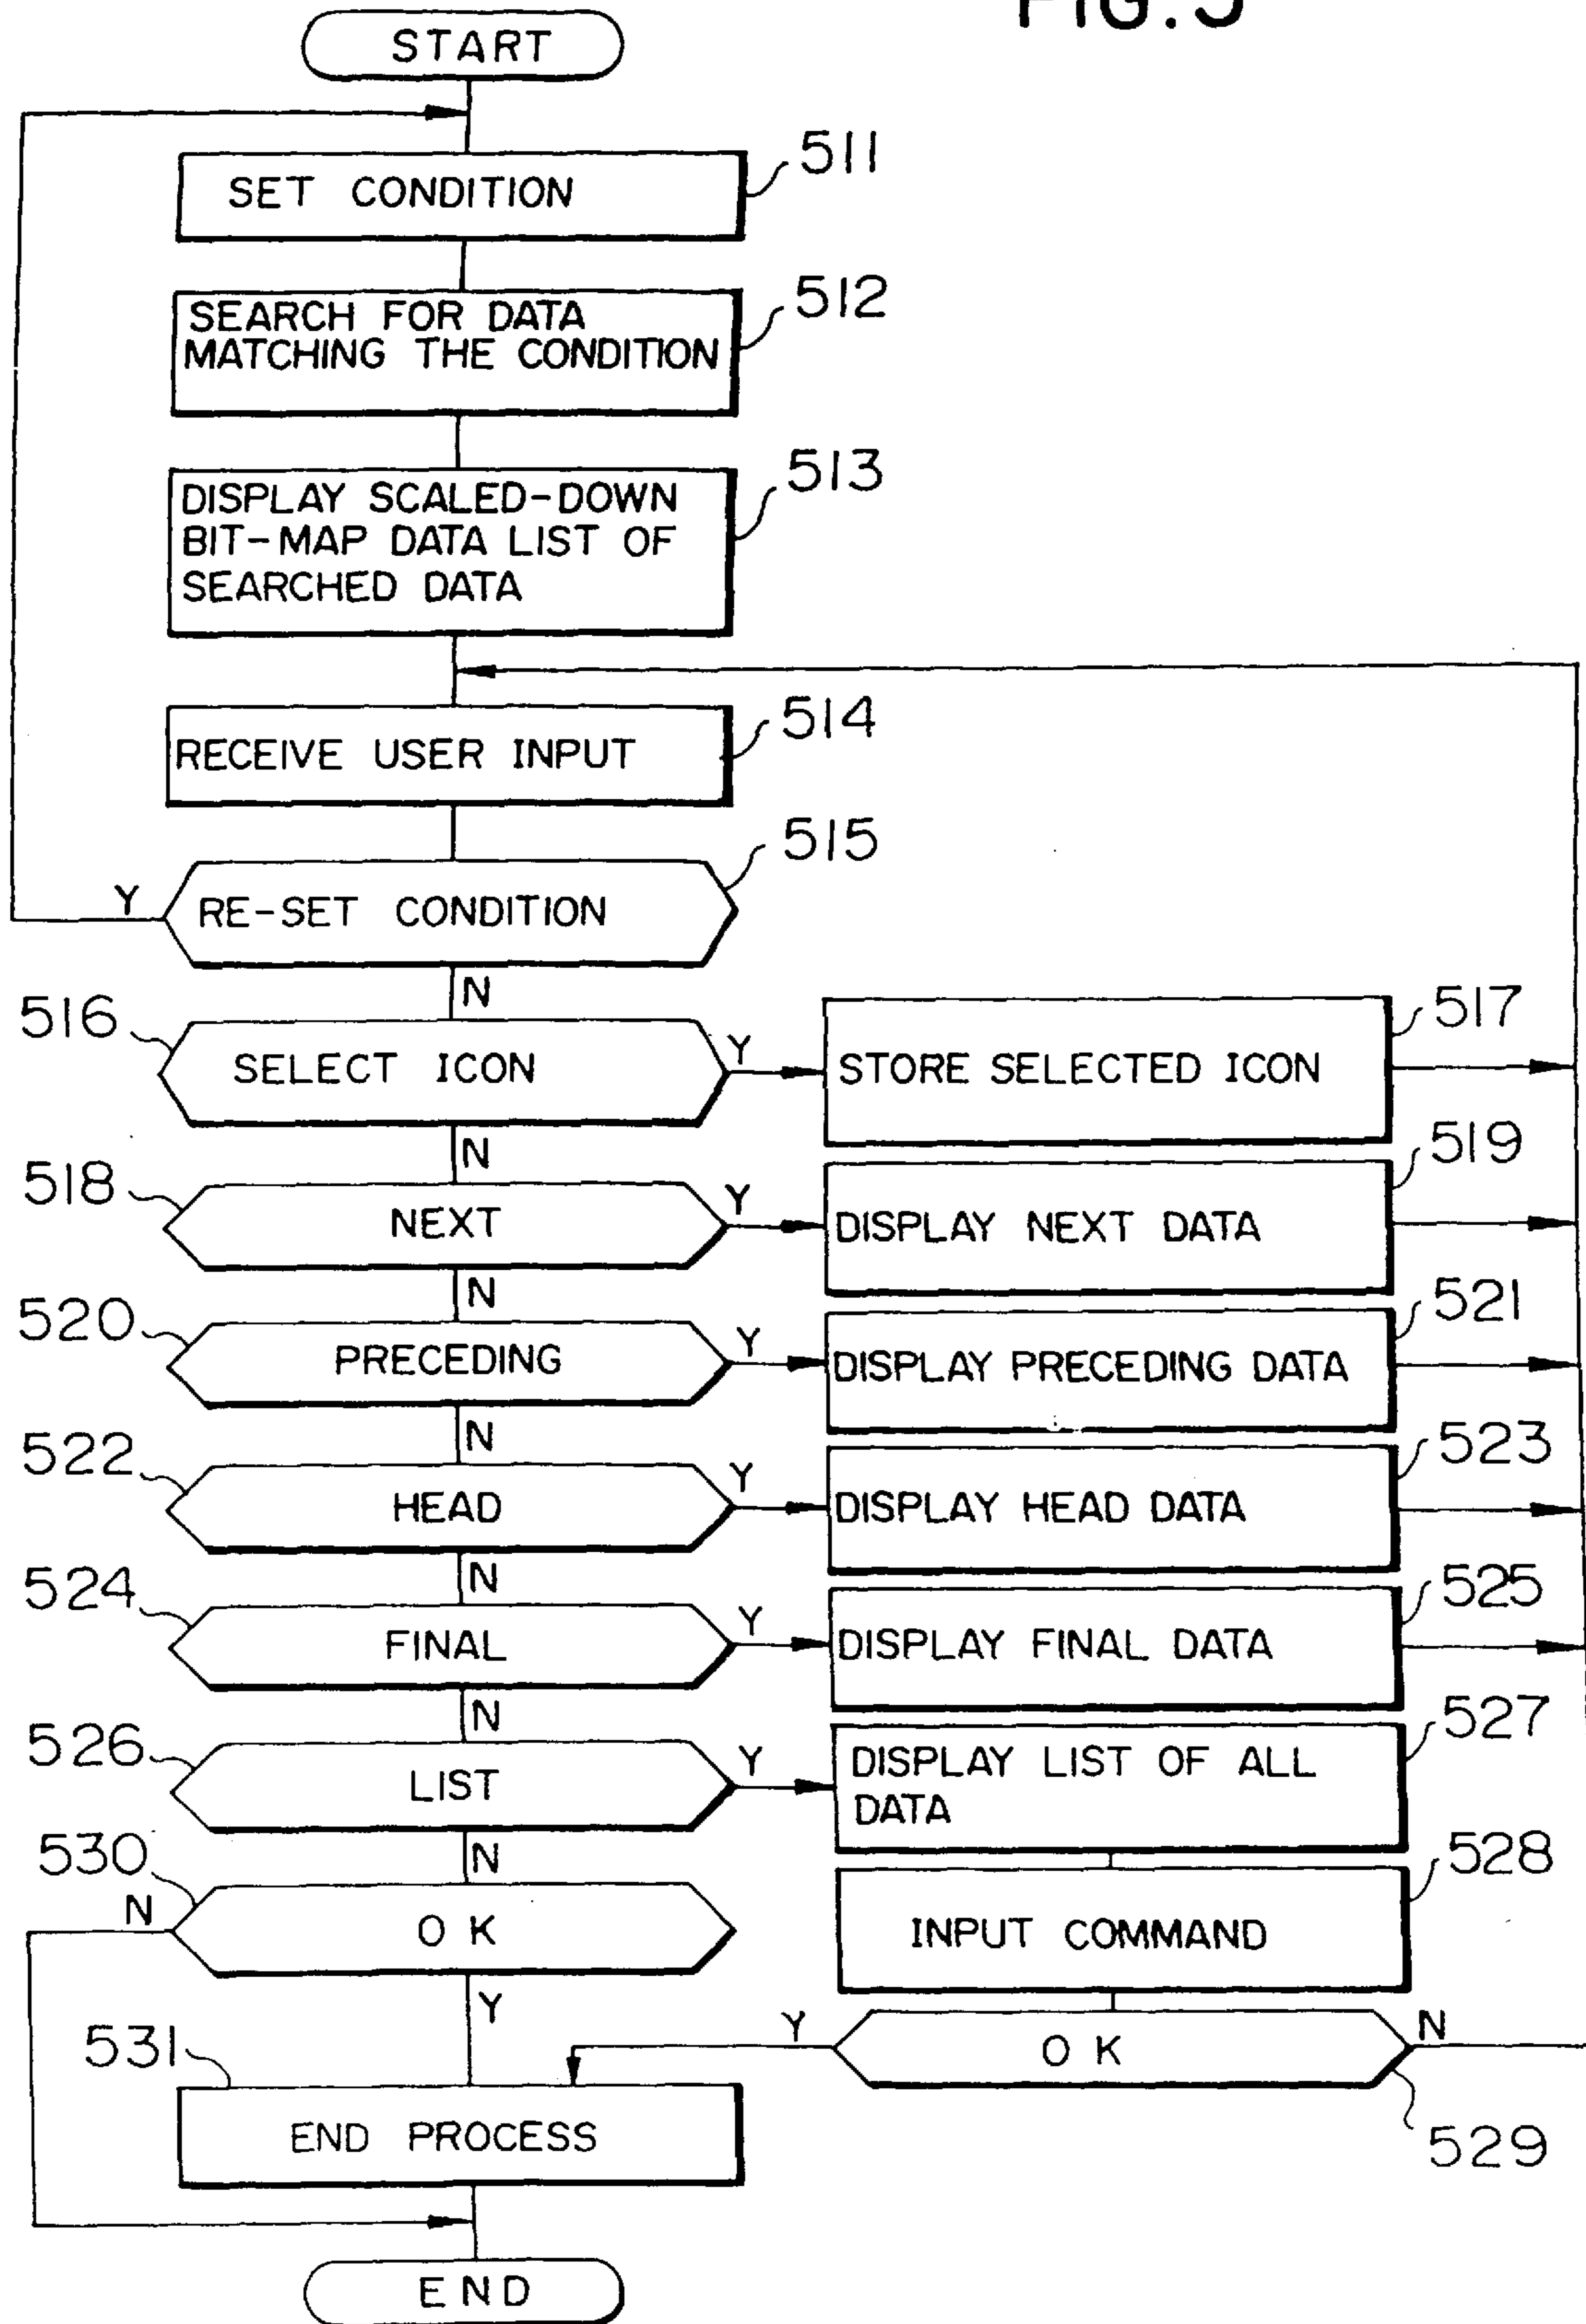 FIG. 5
START
511
SET CONDITION
512
SEARCH FOR DATA
MATCHING THE CONDITION
513
DISPLAY SCALED-DOWN
BIT-MAP DATA LIST OF
SEARCHED DATA
514
RECEIVE USER INPUT
515
Y
RE-SET CONDITION
N
516
SELECT ICON
Y
STORE SELECTED ICON
517
N
518
NEXT
Y
DISPLAY NEXT DATA
519
N
520
PRECEDING
Y
DISPLAY PRECEDING DATA
521
N
522
HEAD
Y
DISPLAY HEAD DATA
523
N
524
FINAL
Y
DISPLAY FINAL DATA
525
N
526
LIST
Y
DISPLAY LIST OF ALL
DATA
527
N
530
N
OK
Y
INPUT COMMAND
528
Y
OK
N
529
531
END PROCESS
END